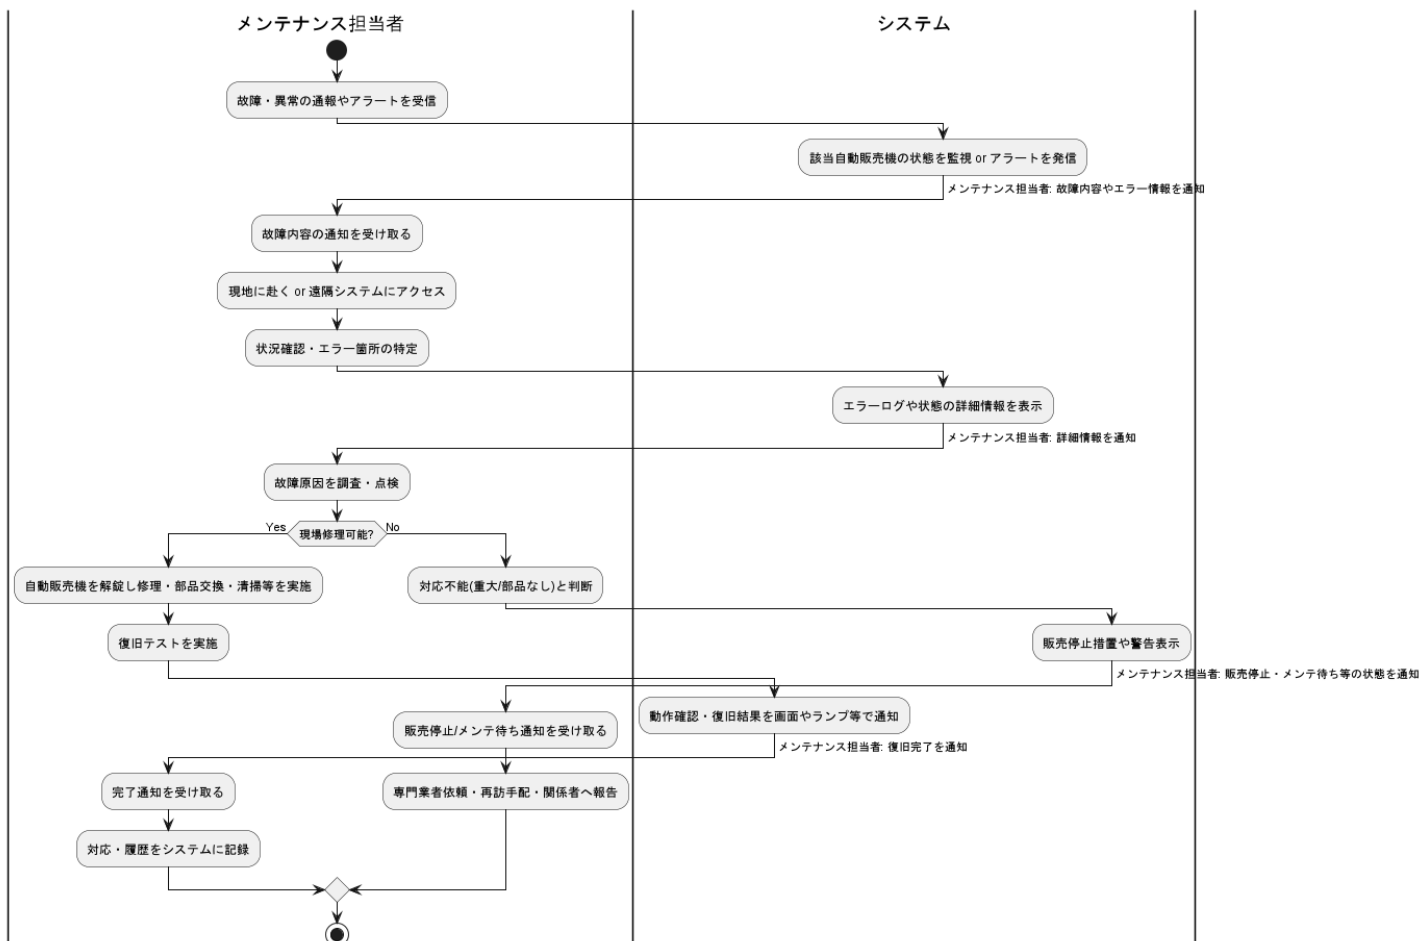 メンテナンス担当者
システム
故障・異常の通報やアラートを受信
該当自動販売機の状態を監視 or アラートを発信
メンテナンス担当者: 故障内容やエラー情報を通知
故障内容の通知を受け取る
現地に赴く or 遠隔システムにアクセス
状況確認・エラー箇所の特定
エラーログや状態の詳細情報を表示
メンテナンス担当者: 詳細情報を通知
故障原因を調査・点検
Yes
現場修理可能?
No
自動販売機を解錠し修理・部品交換・清掃等を実施
対応不能(重大/部品なし)と判断
復旧テストを実施
販売停止措置や警告表示
メンテナンス担当者: 販売停止・メンテ待ち等の状態を通知
販売停止/メンテ待ち通知を受け取る
動作確認・復旧結果を画面やランプ等で通知
メンテナンス担当者: 復旧完了を通知
完了通知を受け取る
専門業者依頼・再訪手配・関係者へ報告
対応・履歴をシステムに記録